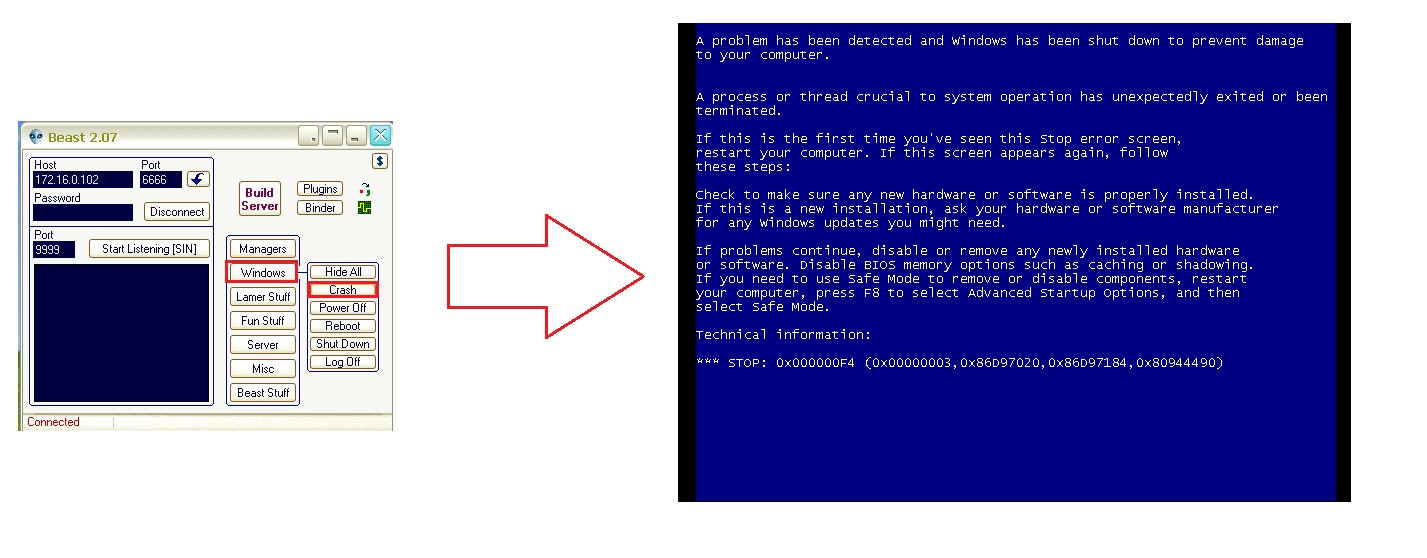 Beast 2.07
$
Host
Port
172.16.0.102
6666
Password
Disconnect
Build
Server
Plugins
Binder
Port
9999
Start Listening [SIN]
Managers
Windows
Lamer Stuff
Fun Stuff
Server
Misc
Beast Stuff
Hide All
Crash
Power Off
Reboot
Shut Down
Log Off
Connected
A problem has been detected and Windows has been shut down to prevent damage
to your computer.
A process or thread crucial to system operation has unexpectedly exited or been
terminated.
If this is the first time you've seen this Stop error screen,
restart your computer. If this screen appears again, follow
these steps:
Check to make sure any new hardware or software is properly installed.
If this is a new installation, ask your hardware or software manufacturer
for any Windows updates you might need.
If problems continue, disable or remove any newly installed hardware
or software. Disable BIOS memory options such as caching or shadowing.
If you need to use Safe Mode to remove or disable components, restart
your computer, press F8 to select Advanced Startup Options, and then
select Safe Mode.
Technical information:
*** STOP: 0x000000F4 (0x00000003,0x86D97020,0x86D97184,0x80944490)